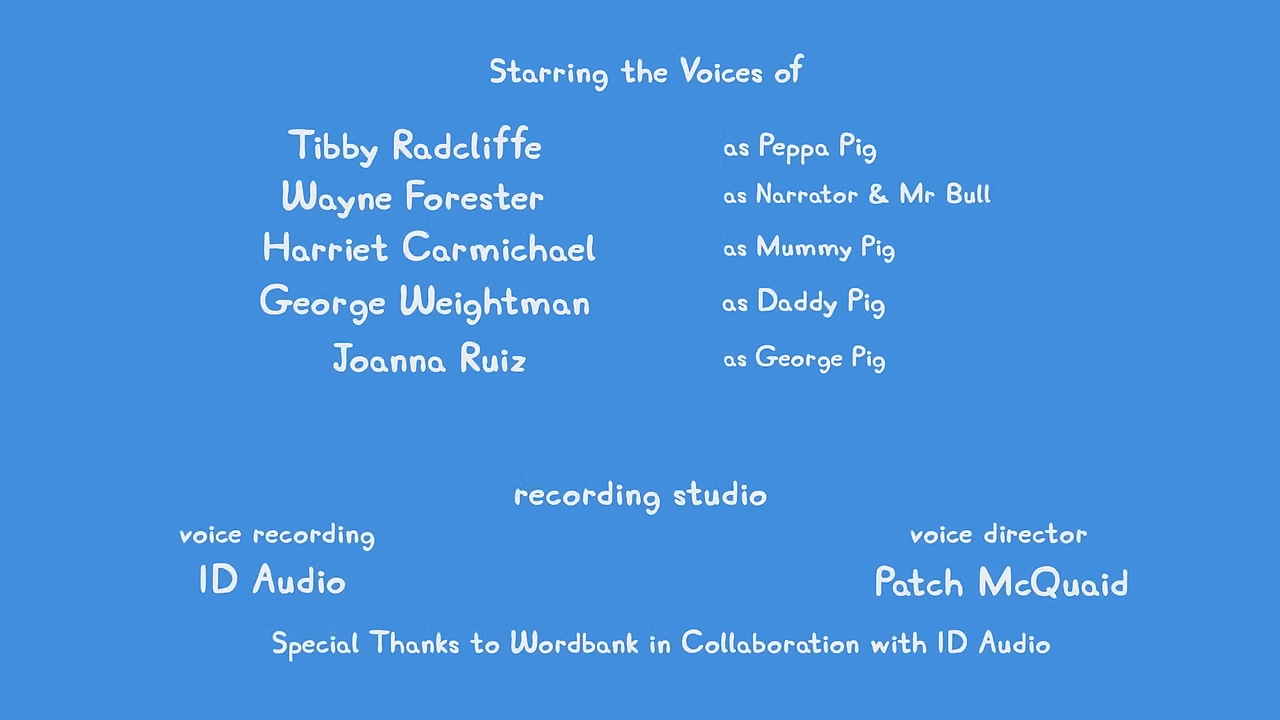 Starring the Voices of
Tibby Radcliffe as Peppa Pig
Wayne Forester as Narrator & Mr Bull
Harriet Carmichael as Mummy Pig
George Weightman as Daddy Pig
Joanna Ruiz as George Pig
recording studio
voice recording voice director
ID Audio Patch McQuaid
Special Thanks to Wordbank in Collaboration with ID Audio